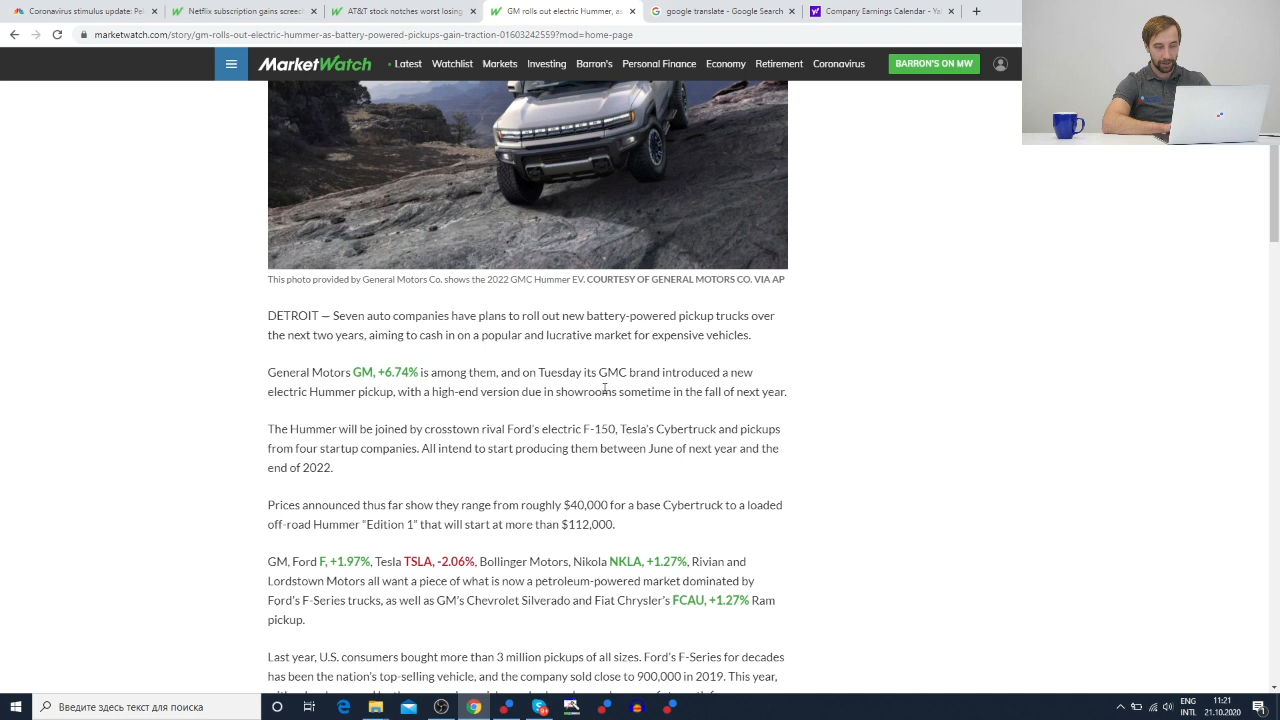 Coronavirus stimulus update: Pel
Netflix subscription gains screech
AT&T stock notches worst losing
GM rolls out electric Hummer, as
google translate - Google Search
Company Earnings Calendar - Yal
marketwatch.com/story/gm-rolls-out-electric-hummer-as-battery-powered-pickups-gain-traction-01603242559?mod=home-page
MarketWatch
Latest
Watchlist
Markets
Investing
Barron's
Personal Finance
Economy
Retirement
Coronavirus
BARRON'S ON MW
This photo provided by General Motors Co. shows the 2022 GMC Hummer EV. COURTESY OF GENERAL MOTORS CO. VIA AP
DETROIT — Seven auto companies have plans to roll out new battery-powered pickup trucks over
the next two years, aiming to cash in on a popular and lucrative market for expensive vehicles.
General Motors GM, +6.74% is among them, and on Tuesday its GMC brand introduced a new
electric Hummer pickup, with a high-end version due in showrooms sometime in the fall of next year.
The Hummer will be joined by crosstown rival Ford's electric F-150, Tesla's Cybertruck and pickups
from four startup companies. All intend to start producing them between June of next year and the
end of 2022.
Prices announced thus far show they range from roughly $40,000 for a base Cybertruck to a loaded
off-road Hummer “Edition 1” that will start at more than $112,000.
GM, Ford F, +1.97%, Tesla TSLA, -2.06%, Bollinger Motors, Nikola NKLA, +1.27%, Rivian and
Lordstown Motors all want a piece of what is now a petroleum-powered market dominated by
Ford's F-Series trucks, as well as GM's Chevrolet Silverado and Fiat Chrysler's FCAU, +1.27% Ram
pickup.
Last year, U.S. consumers bought more than 3 million pickups of all sizes. Ford's F-Series for decades
has been the nation's top-selling vehicle, and the company sold close to 900,000 in 2019. This year,
Введите здесь текст для поиска
ENG
INTL
11:21
21.10.2020